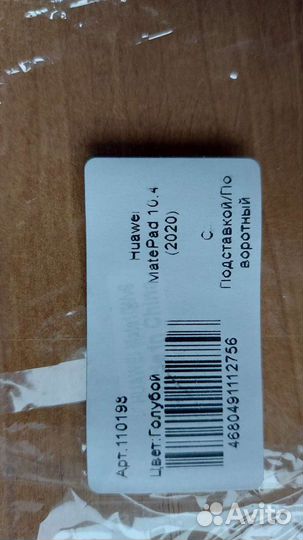 Huawei
MatePad 10.4
(2020)
С
Подставкой/По
воротный
Арт.110198
Цвет.Голубой
4680491112756
Avito